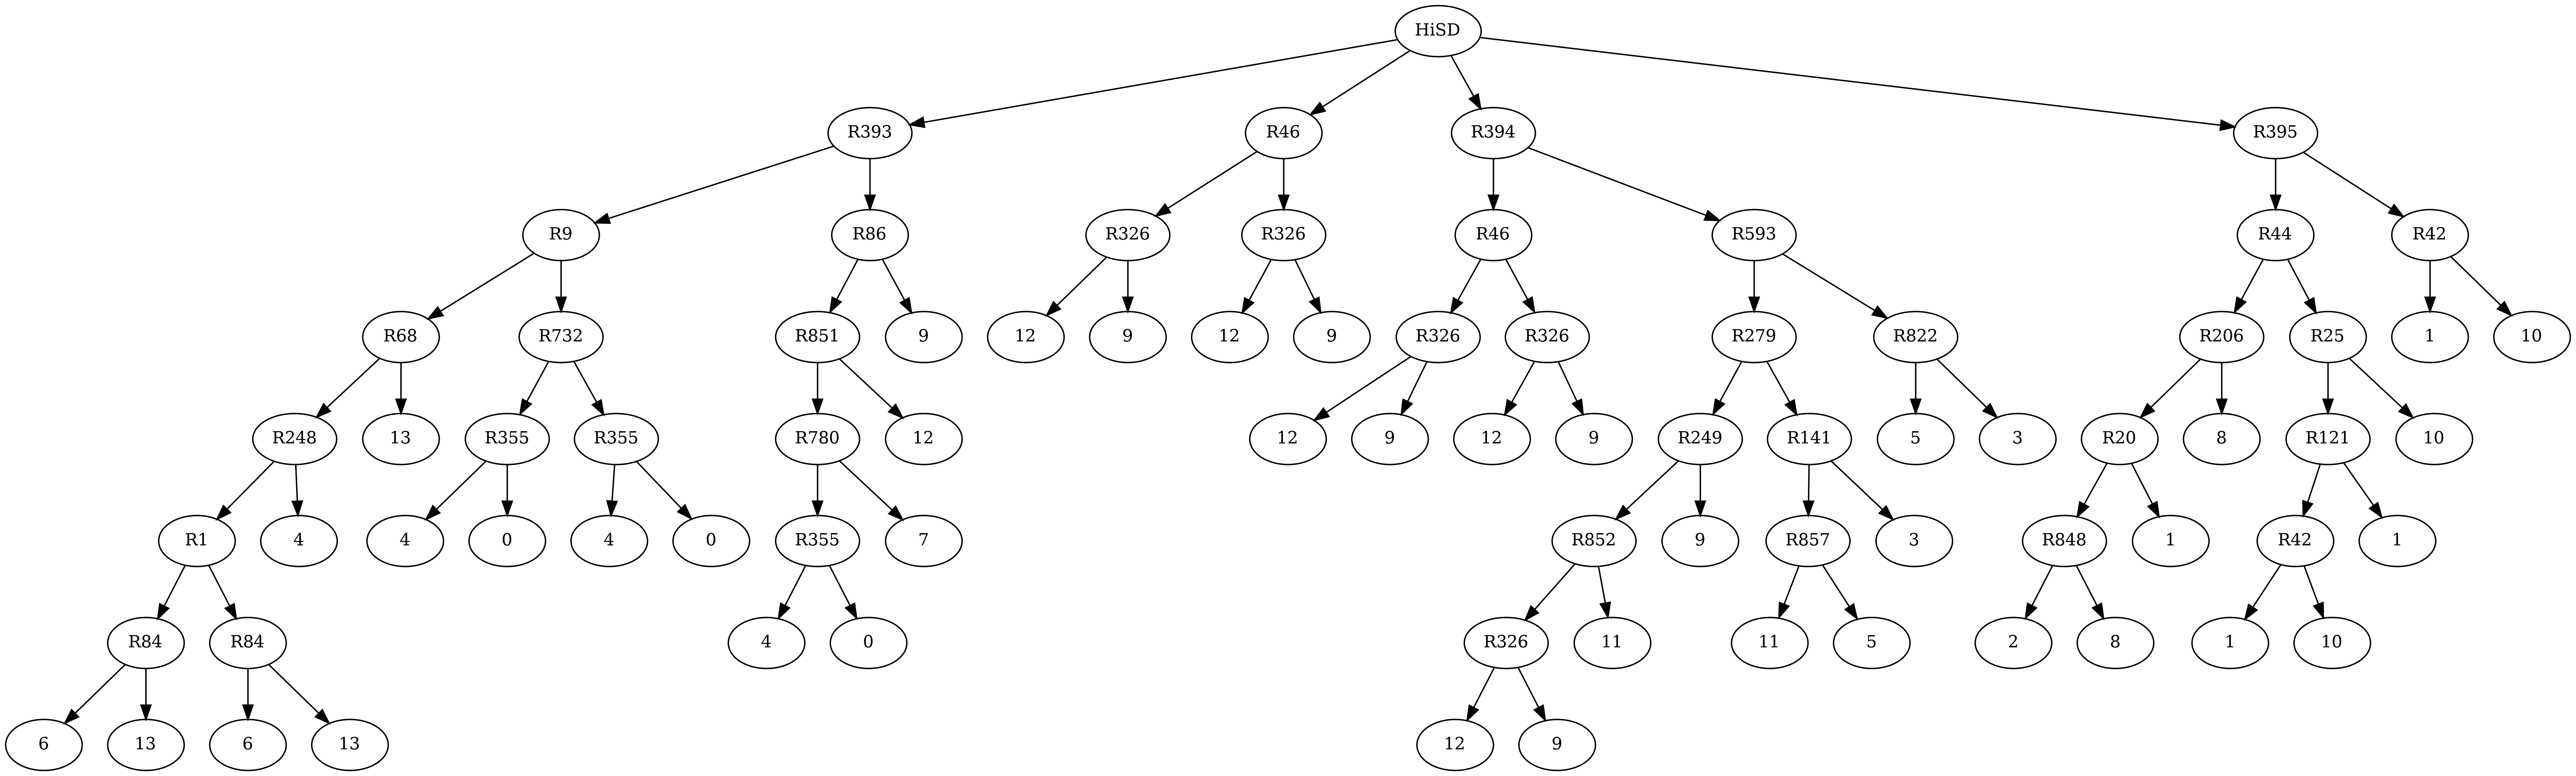 HiSD
R393 R46 R394 R395
R9 R86 R326 R326 R46 R593 R44 R42
R68 R732 R851 9 12 9 12 9 R326 R326 R279 R822 R206 R25 1 10
R248 13 R355 R355 R780 12 12 9 12 9 R249 R141 5 3 R20 8 R121 10
R1 4 4 0 4 0 R355 7 R852 9 R857 3 R848 1 R42 1
R84 R84 4 0 R326 11 11 5 2 8 1 10
6 13 6 13 12 9